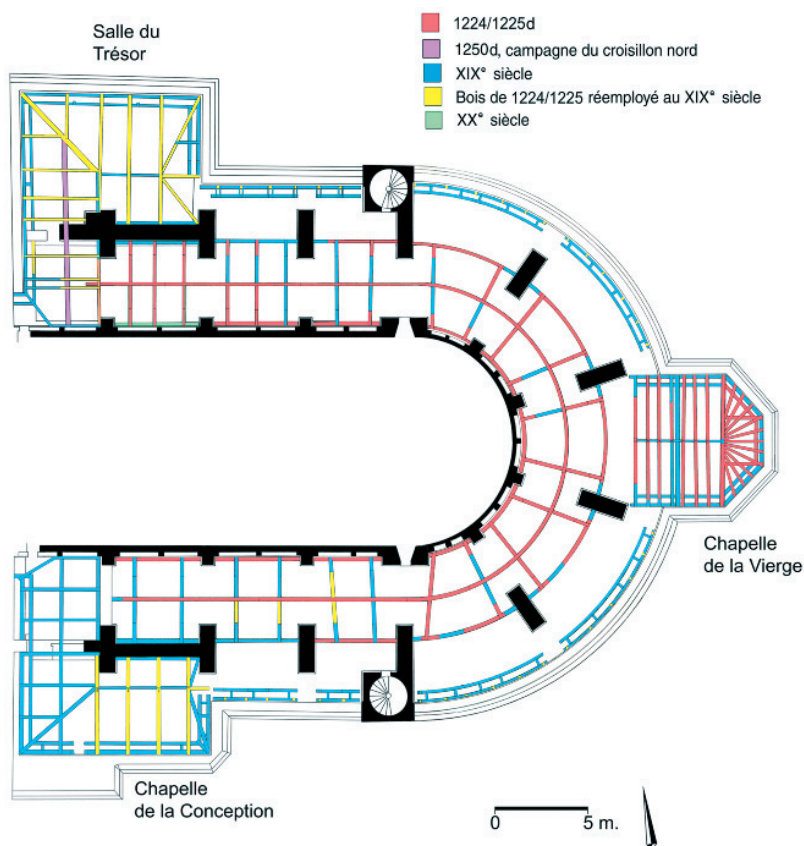 Salle du
Trésor
1224/1225d
1250d, campagne du croisillon nord
XIXᵉ siècle
Bois de 1224/1225 réemployé au XIXᵉ siècle
XXᵉ siècle
Chapelle
de la Vierge
Chapelle
de la Conception
0 5 m.